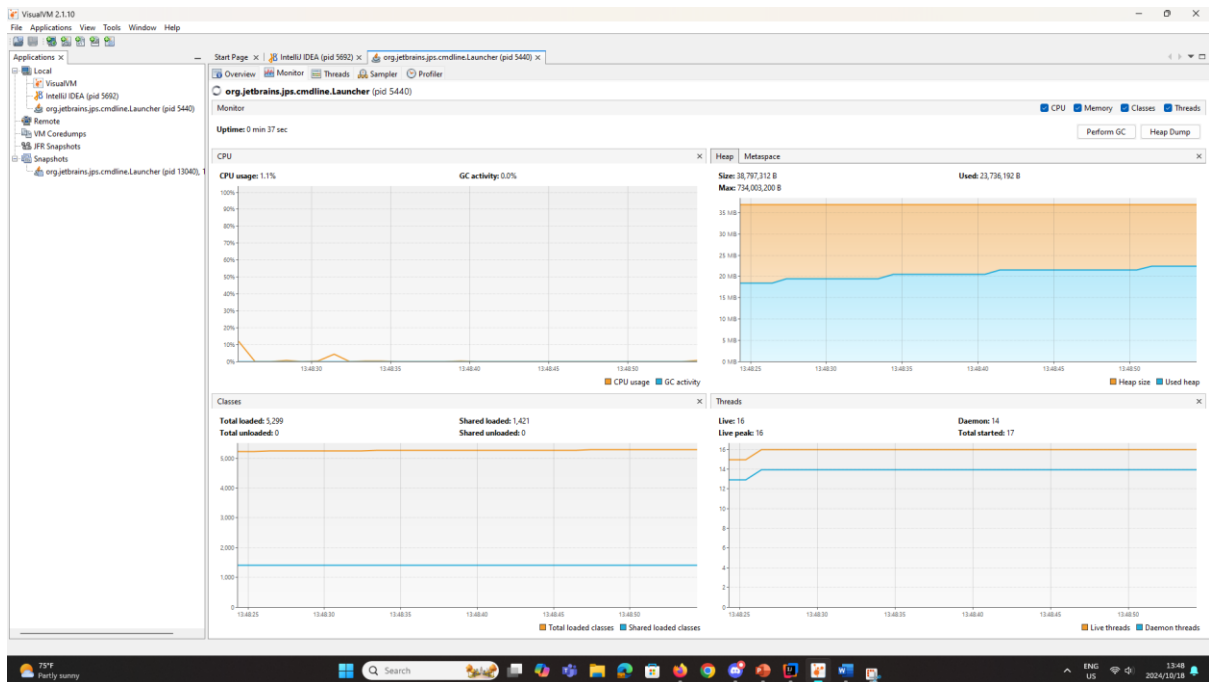 VisualVM 2.1.10
File Applications View Tools Window Help
Applications
Start Page
IntelliJ IDEA (pid 5692)
org.jetbrains.jps.cmdline.Launcher (pid 5440)
Local
VisualVM
IntelliJ IDEA (pid 5692)
org.jetbrains.jps.cmdline.Launcher (pid 5440)
Remote
VM Coredumps
JFR Snapshots
Snapshots
org.jetbrains.jps.cmdline.Launcher (pid 13040), 1
Overview Monitor Threads Sampler Profiler
org.jetbrains.jps.cmdline.Launcher (pid 5440)
Monitor
CPU Memory Classes Threads
Uptime: 0 min 37 sec
Perform GC Heap Dump
CPU
CPU usage: 1.1% GC activity: 0.0%
100%
90%
80%
70%
60%
50%
40%
30%
20%
10%
0%
13:48:30 13:48:35 13:48:40 13:48:45 13:48:50
CPU usage GC activity
Heap Metaspace
Size: 38,797,312 B Used: 23,736,192 B
Max: 734,003,200 B
35 MB
30 MB
25 MB
20 MB
15 MB
10 MB
5 MB
0 MB
13:48:25 13:48:30 13:48:35 13:48:40 13:48:45 13:48:50
Heap size Used heap
Classes
Total loaded: 5,299 Shared loaded: 1,421
Total unloaded: 0 Shared unloaded: 0
5,000
4,000
3,000
2,000
1,000
0
13:48:25 13:48:30 13:48:35 13:48:40 13:48:45 13:48:50
Total loaded classes Shared loaded classes
Threads
Live: 16 Daemon: 14
Live peak: 16 Total started: 17
16
14
12
10
8
6
4
2
0
13:48:25 13:48:30 13:48:35 13:48:40 13:48:45 13:48:50
Live threads Daemon threads
75°F
Partly sunny
Search
ENG
US
13:48
2024/10/18